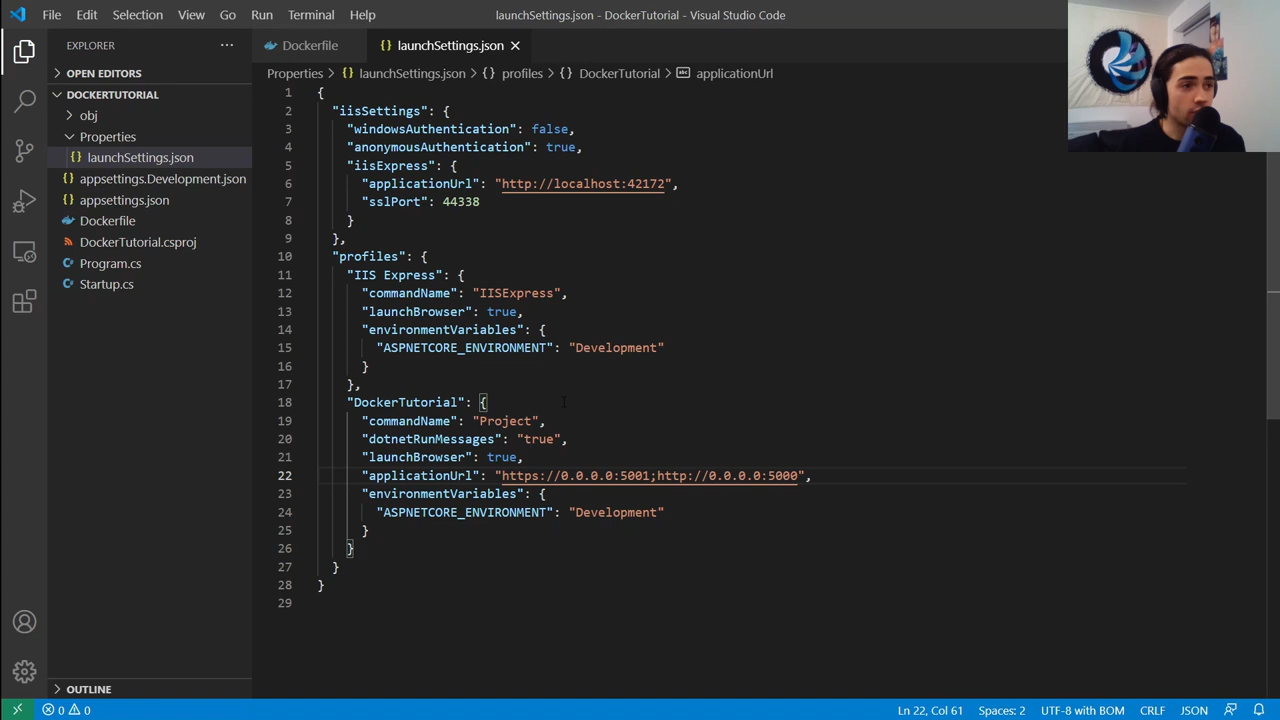 File Edit Selection View Go Run Terminal Help
launchSettings.json - DockerTutorial - Visual Studio Code
EXPLORER
OPEN EDITORS
DOCKERTUTORIAL
obj
Properties
{} launchSettings.json
{} appsettings.Development.json
{} appsettings.json
Dockerfile
DockerTutorial.csproj
C# Program.cs
C# Startup.cs
OUTLINE
Dockerfile
{} launchSettings.json
Properties > {} launchSettings.json > {} profiles > {} DockerTutorial > abc applicationUrl
1 {
2 "iisSettings": {
3 "windowsAuthentication": false,
4 "anonymousAuthentication": true,
5 "iisExpress": {
6 "applicationUrl": "http://localhost:42172",
7 "sslPort": 44338
8 }
9 },
10 "profiles": {
11 "IIS Express": {
12 "commandName": "IISExpress",
13 "launchBrowser": true,
14 "environmentVariables": {
15 "ASPNETCORE_ENVIRONMENT": "Development"
16 }
17 },
18 "DockerTutorial": {
19 "commandName": "Project",
20 "dotnetRunMessages": "true",
21 "launchBrowser": true,
22 "applicationUrl": "https://0.0.0.0:5001;http://0.0.0.0:5000",
23 "environmentVariables": {
24 "ASPNETCORE_ENVIRONMENT": "Development"
25 }
26 }
27 }
28 }
29
0 0
Ln 22, Col 61 Spaces: 2 UTF-8 with BOM CRLF JSON